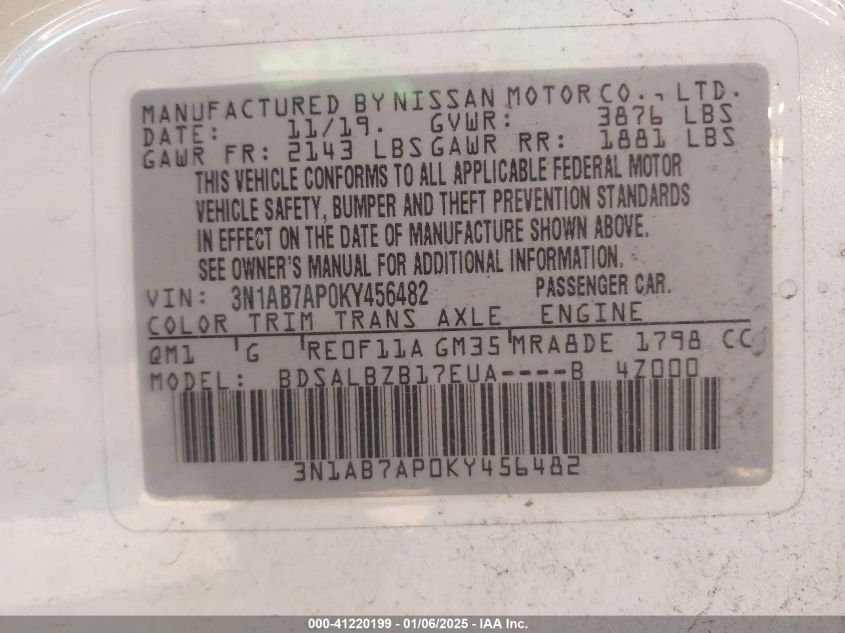 MANUFACTURED BY NISSAN MOTOR CO., LTD.
DATE: 11/19. GVWR: 3876 LBS
GAWR FR: 2143 LBS GAWR RR: 1881 LBS
THIS VEHICLE CONFORMS TO ALL APPLICABLE FEDERAL MOTOR
VEHICLE SAFETY, BUMPER AND THEFT PREVENTION STANDARDS
IN EFFECT ON THE DATE OF MANUFACTURE SHOWN ABOVE.
SEE OWNER'S MANUAL FOR ADDITIONAL INFORMATION.
VIN: 3N1AB7AP0KY456482 PASSENGER CAR.
COLOR TRIM TRANS AXLE ENGINE
QM1 'G 'RE0F11A GM35'MRA8DE 1798 CC
MODEL: BDSALBZB17EUA----B 4Z000
3N1AB7AP0KY456482
000-41220199 - 01/06/2025 - IAA Inc.